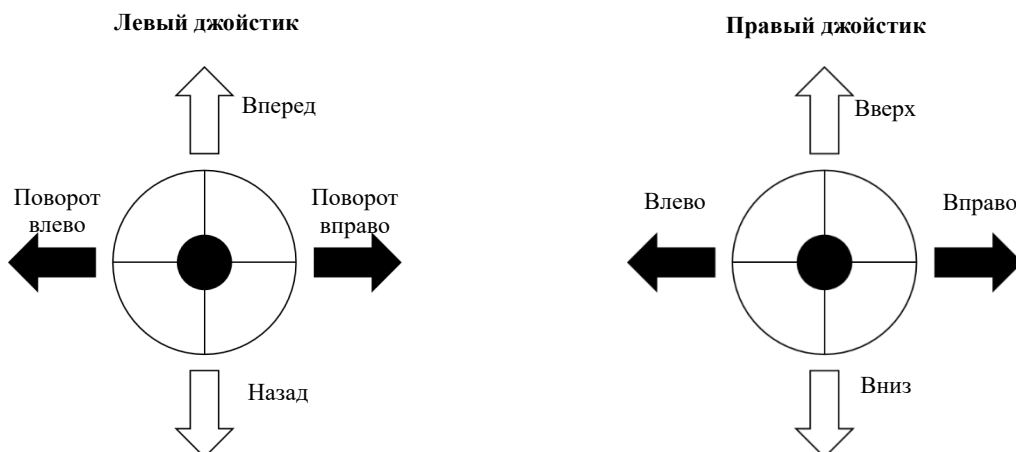 Левый джойстик
Вперед
Поворот
влево
Поворот
вправо
Назад
Правый джойстик
Вверх
Влево
Вправо
Вниз